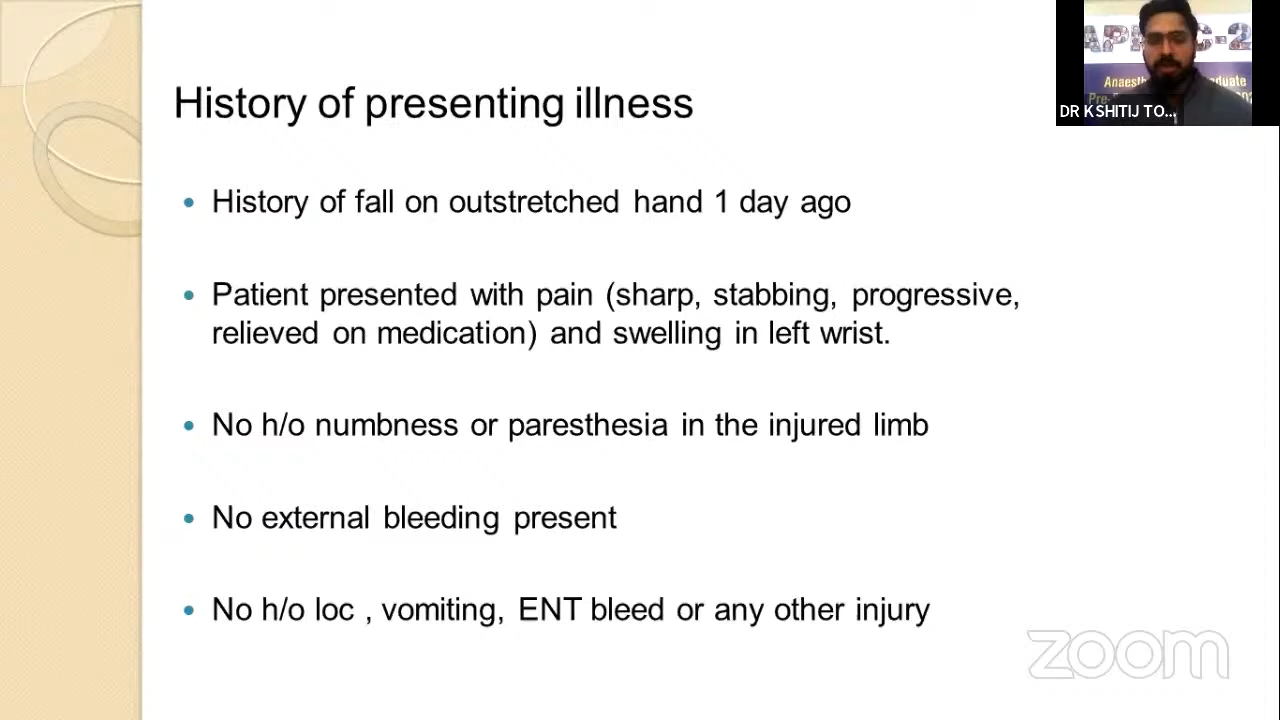 History of presenting illness
• History of fall on outstretched hand 1 day ago
• Patient presented with pain (sharp, stabbing, progressive,
relieved on medication) and swelling in left wrist.
• No h/o numbness or paresthesia in the injured limb
• No external bleeding present
• No h/o loc , vomiting, ENT bleed or any other injury
DR KSHITIJ TO...
zoom